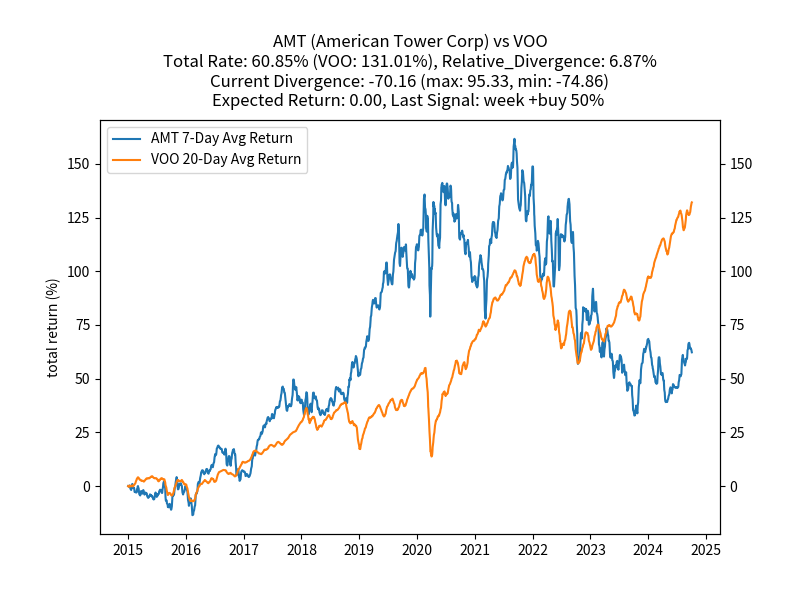 AMT (American Tower Corp) vs VOO
Total Rate: 60.85% (VOO: 131.01%), Relative_Divergence: 6.87%
Current Divergence: -70.16 (max: 95.33, min: -74.86)
Expected Return: 0.00, Last Signal: week +buy 50%
AMT 7-Day Avg Return
VOO 20-Day Avg Return
total return (%)
150
125
100
75
50
25
0
150
125
100
75
50
25
0
2015 2016 2017 2018 2019 2020 2021 2022 2023 2024 2025